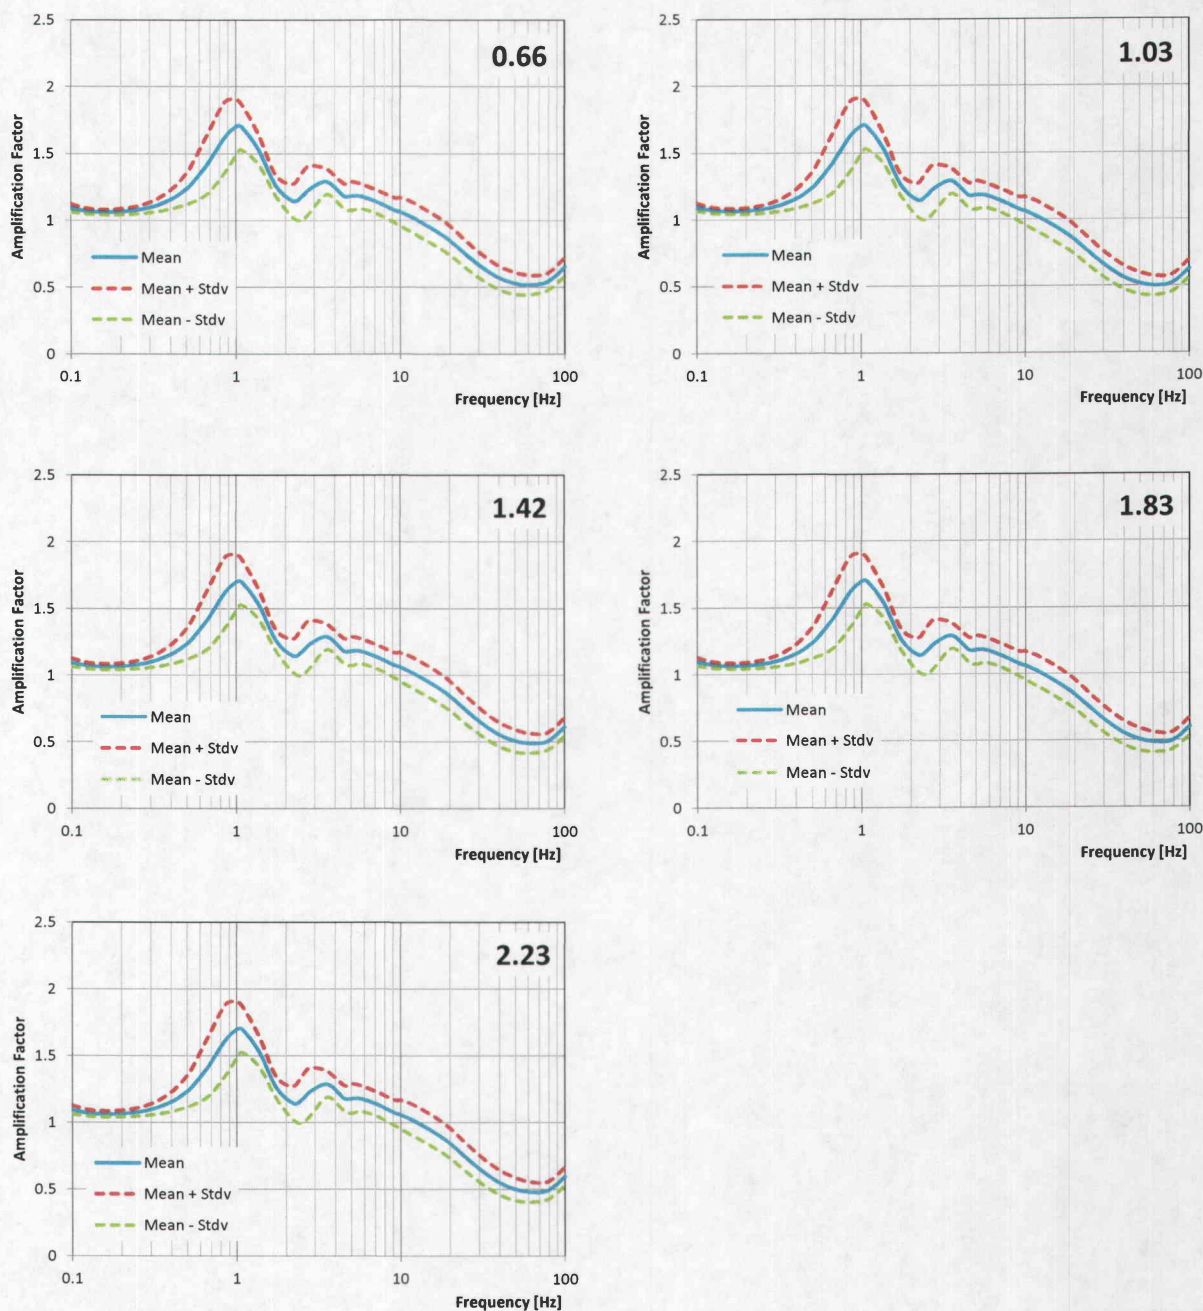 2.5
0.66
2
1.5
1
0.5
0
Amplification Factor
Mean
Mean + Stdv
Mean - Stdv
0.1 1 10 100
Frequency [Hz]
2.5
1.03
2
1.5
1
0.5
0
Amplification Factor
Mean
Mean + Stdv
Mean - Stdv
0.1 1 10 100
Frequency [Hz]
2.5
1.42
2
1.5
1
0.5
0
Amplification Factor
Mean
Mean + Stdv
Mean - Stdv
0.1 1 10 100
Frequency [Hz]
2.5
1.83
2
1.5
1
0.5
0
Amplification Factor
Mean
Mean + Stdv
Mean - Stdv
0.1 1 10 100
Frequency [Hz]
2.5
2.23
2
1.5
1
0.5
0
Amplification Factor
Mean
Mean + Stdv
Mean - Stdv
0.1 1 10 100
Frequency [Hz]